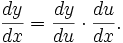 dy/dx = dy/du · du/dx.